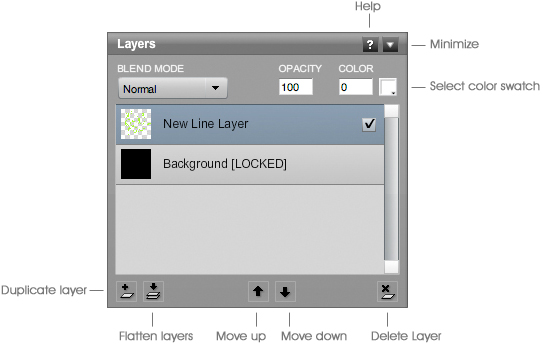 Help
Layers
?
Minimize
BLEND MODE
OPACITY
COLOR
Normal
100
0
Select color swatch
New Line Layer
Background [LOCKED]
Duplicate layer
Flatten layers
Move up
Move down
Delete Layer